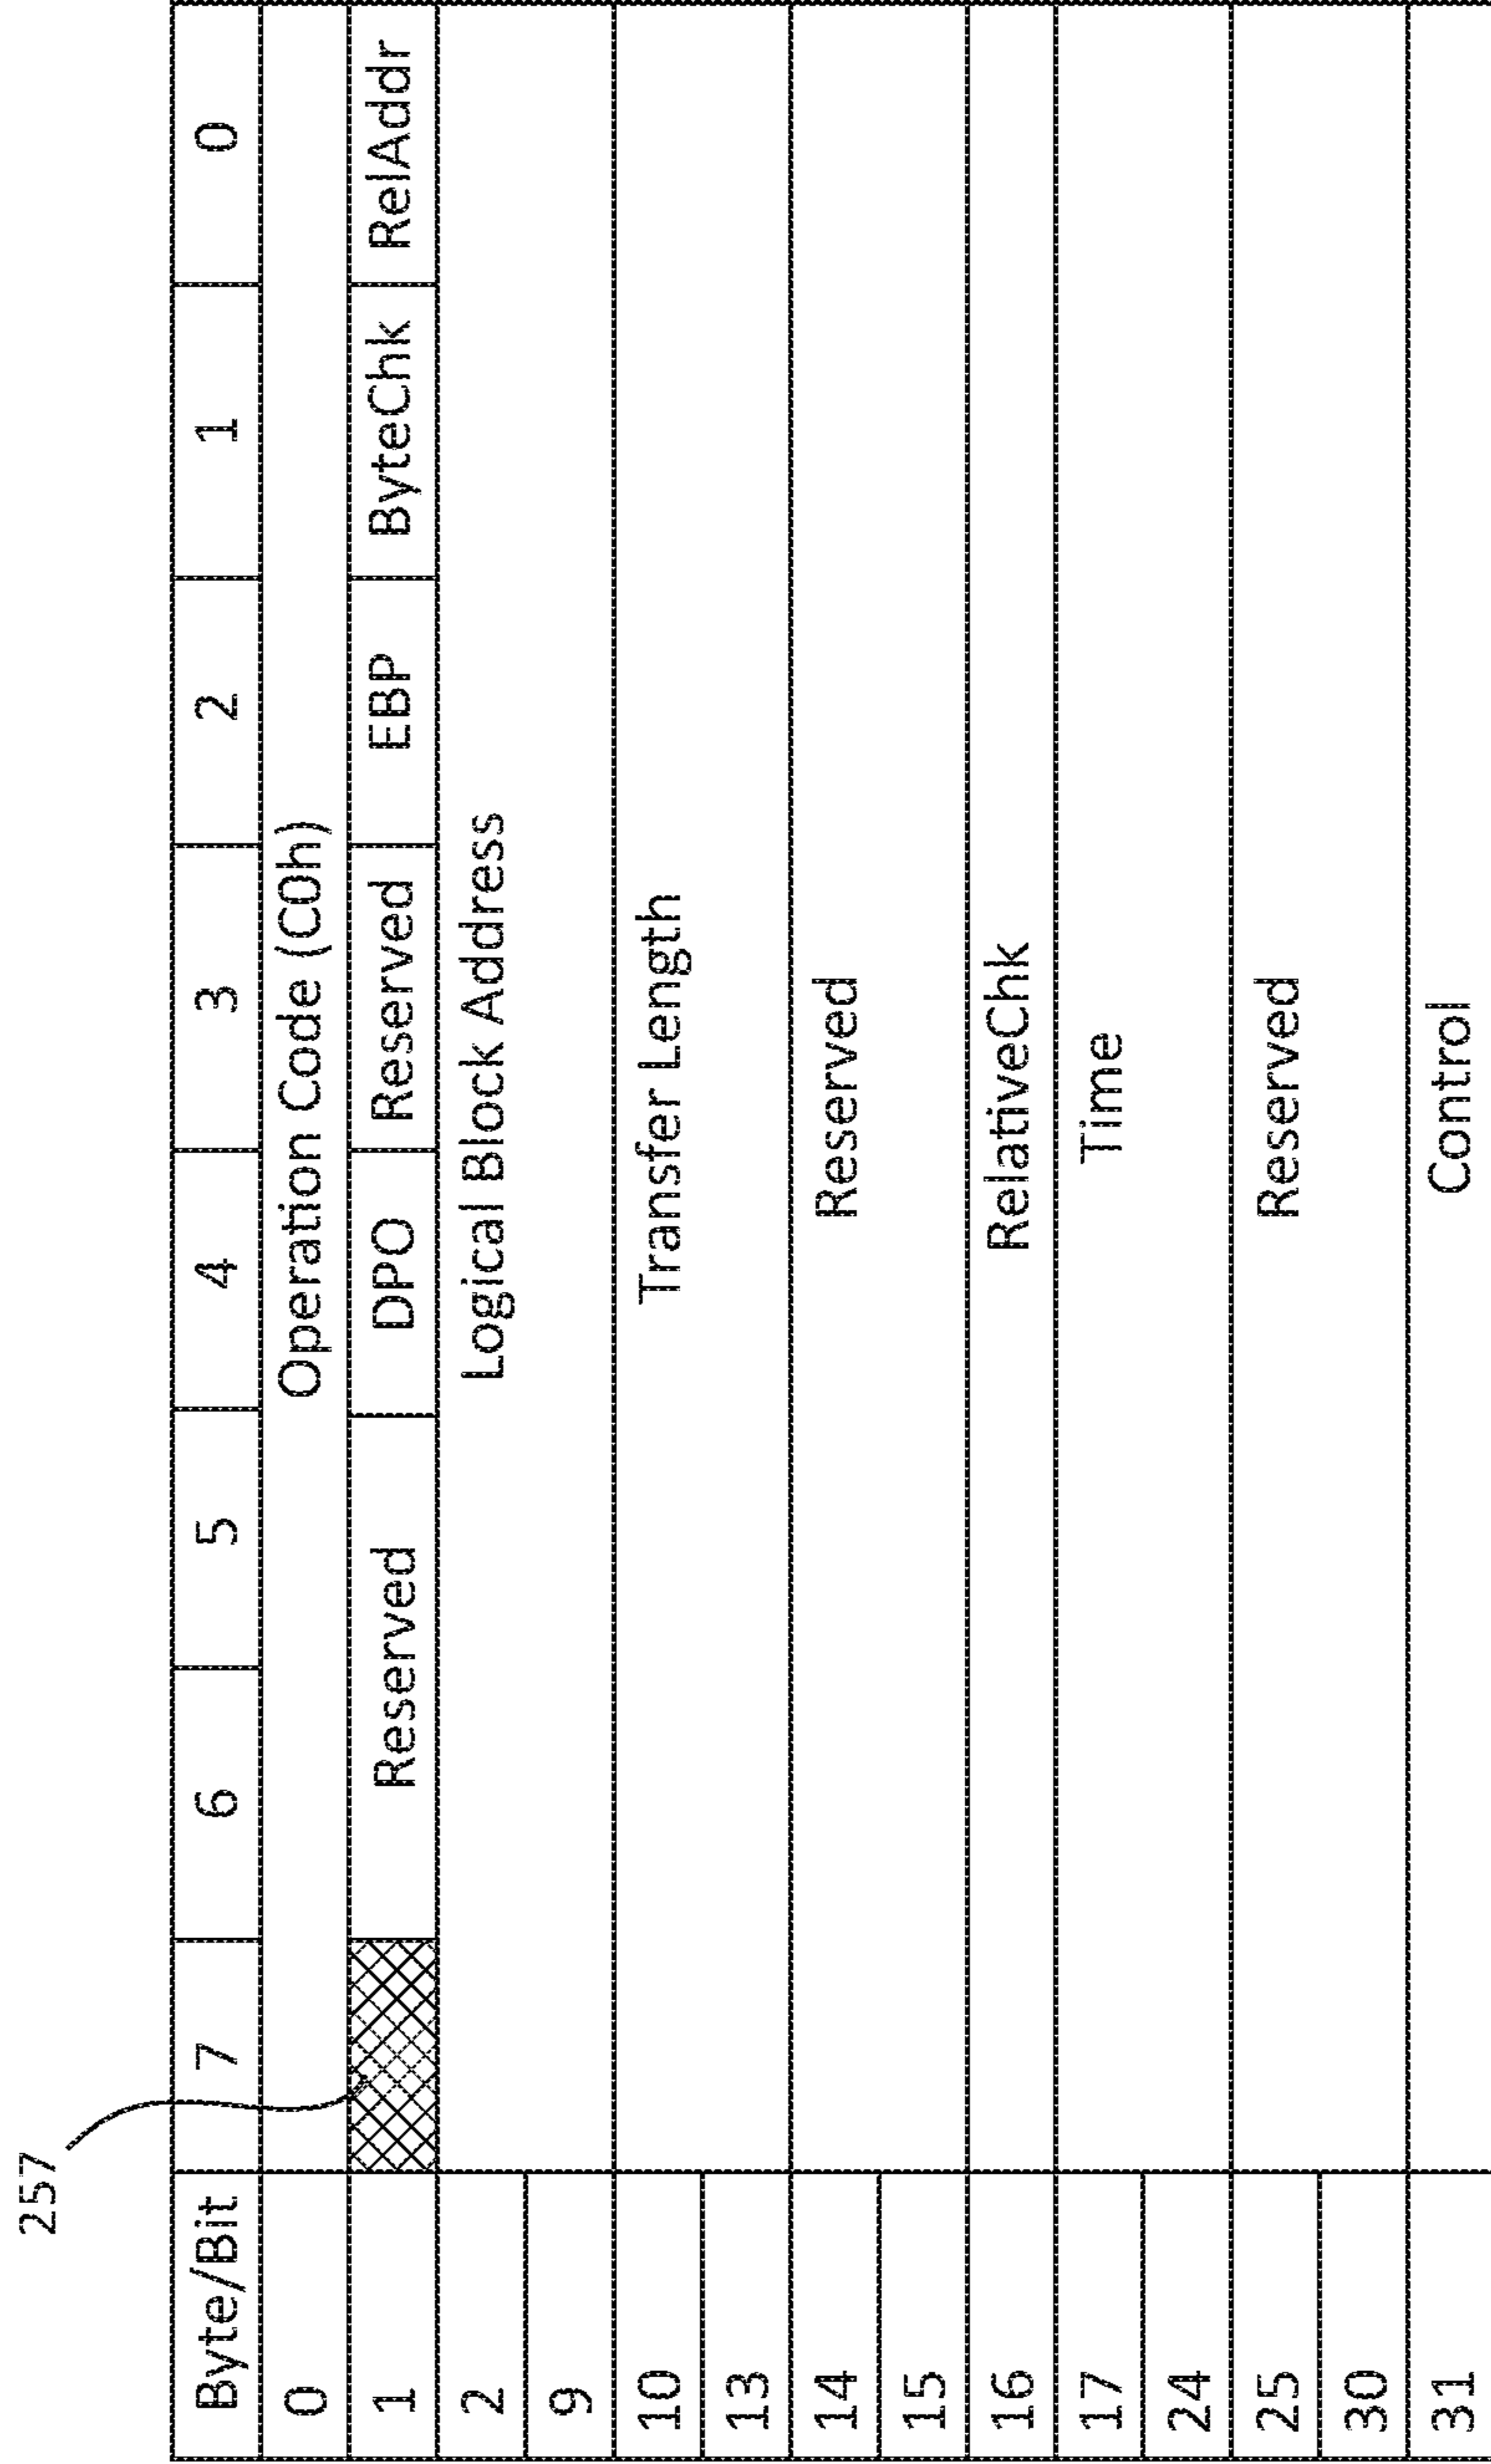 257
Byte/Bit 7 6 5 4 3 2 1 0
0 Operation Code (C0h)
1 Reserved DPO Reserved EBP ByteChk RelAddr
2 Logical Block Address
9
10 Transfer Length
13
14 Reserved
15
16 RelativeChk
17 Time
24
25 Reserved
30
31 Control